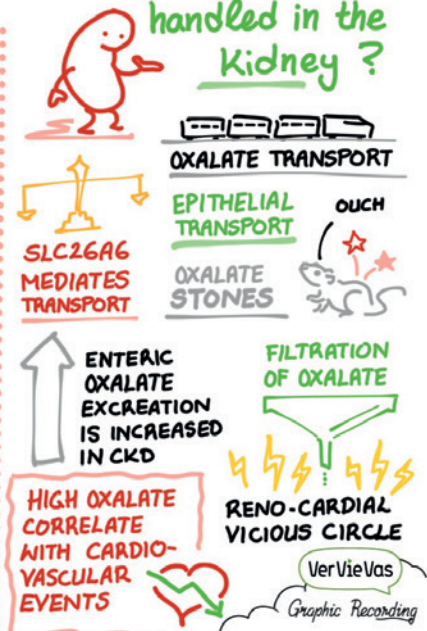 handled in the
Kidney ?
OXALATE TRANSPORT
EPITHELIAL
TRANSPORT
OUCH
SLC26A6
MEDIATES
TRANSPORT
OXALATE
STONES
ENTERIC
OXALATE
EXCREATION
IS INCREASED
IN CKD
FILTRATION
OF OXALATE
HIGH OXALATE
CORRELATE
WITH CARDIO-
VASCULAR
EVENTS
RENO-CARDIAL
VICIOUS CIRCLE
VerVieVas
Graphic Recording